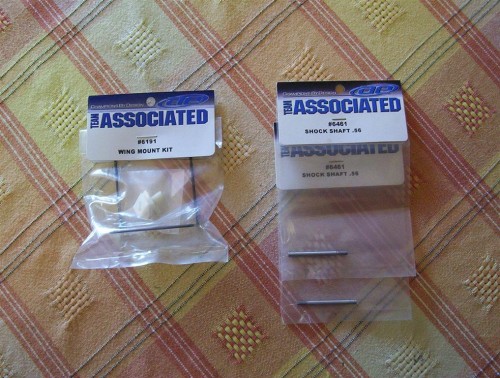 TEAM ASSOCIATED
#6191
WING MOUNT KIT
TEAM ASSOCIATED
#6461
SHOCK SHAFT .56
TEAM ASSOCIATED
#6461
SHOCK SHAFT .56